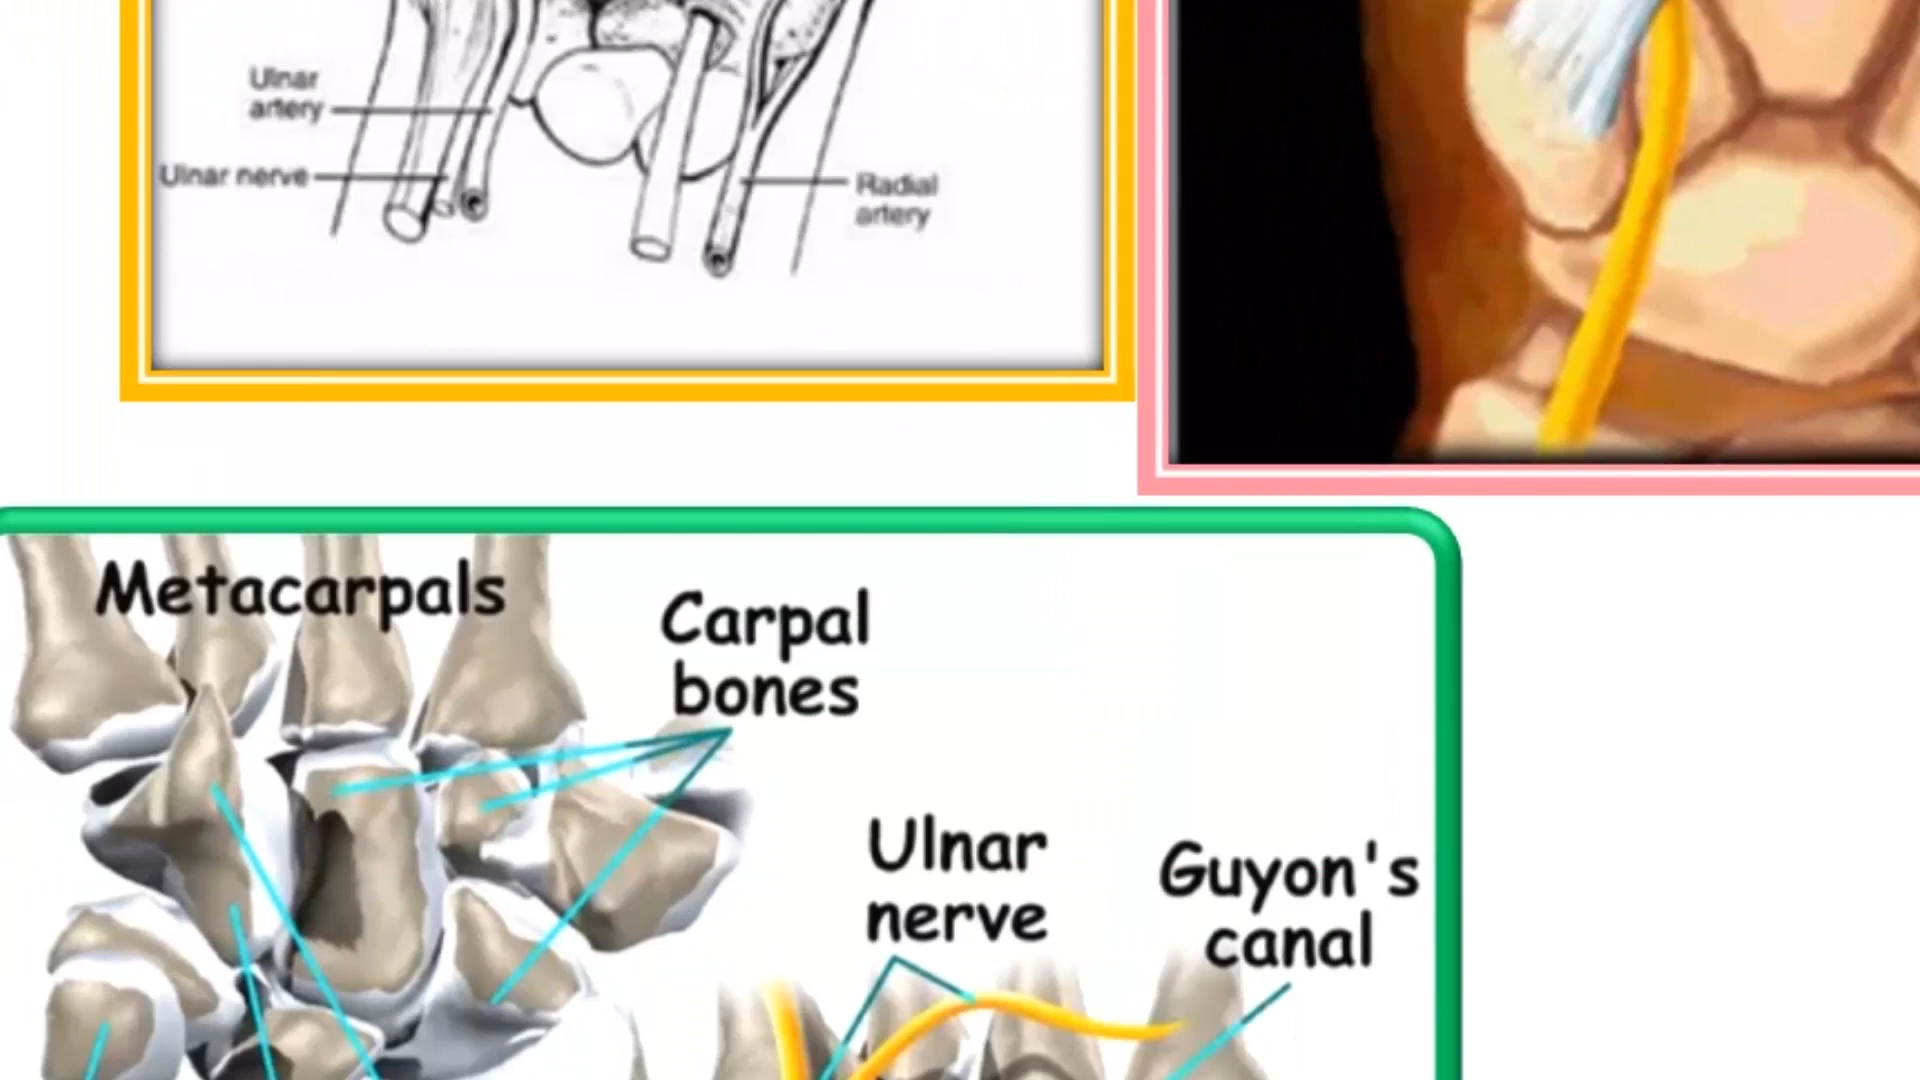 Ulnar
artery
Ulnar nerve
Radial
artery
Metacarpals
Carpal
bones
Ulnar
nerve
Guyon's
canal